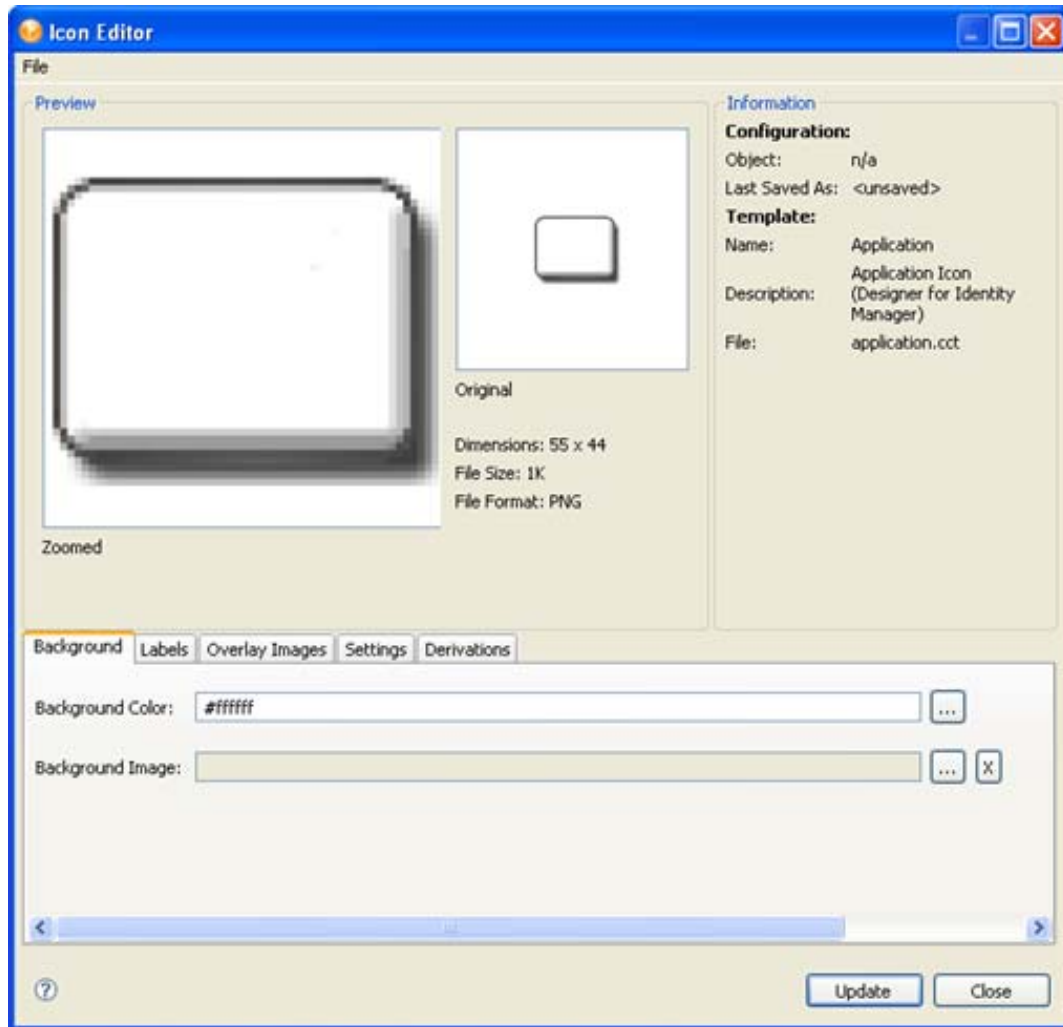 Icon Editor
File
Preview
Zoomed
Original
Dimensions: 55 x 44
File Size: 1K
File Format: PNG
Information
Configuration:
Object: n/a
Last Saved As: <unsaved>
Template:
Name: Application
Description: Application Icon
(Designer for Identity
Manager)
File: application.cct
Background Labels Overlay Images Settings Derivations
Background Color: #ffffff ...
Background Image: ... X
? Update Close